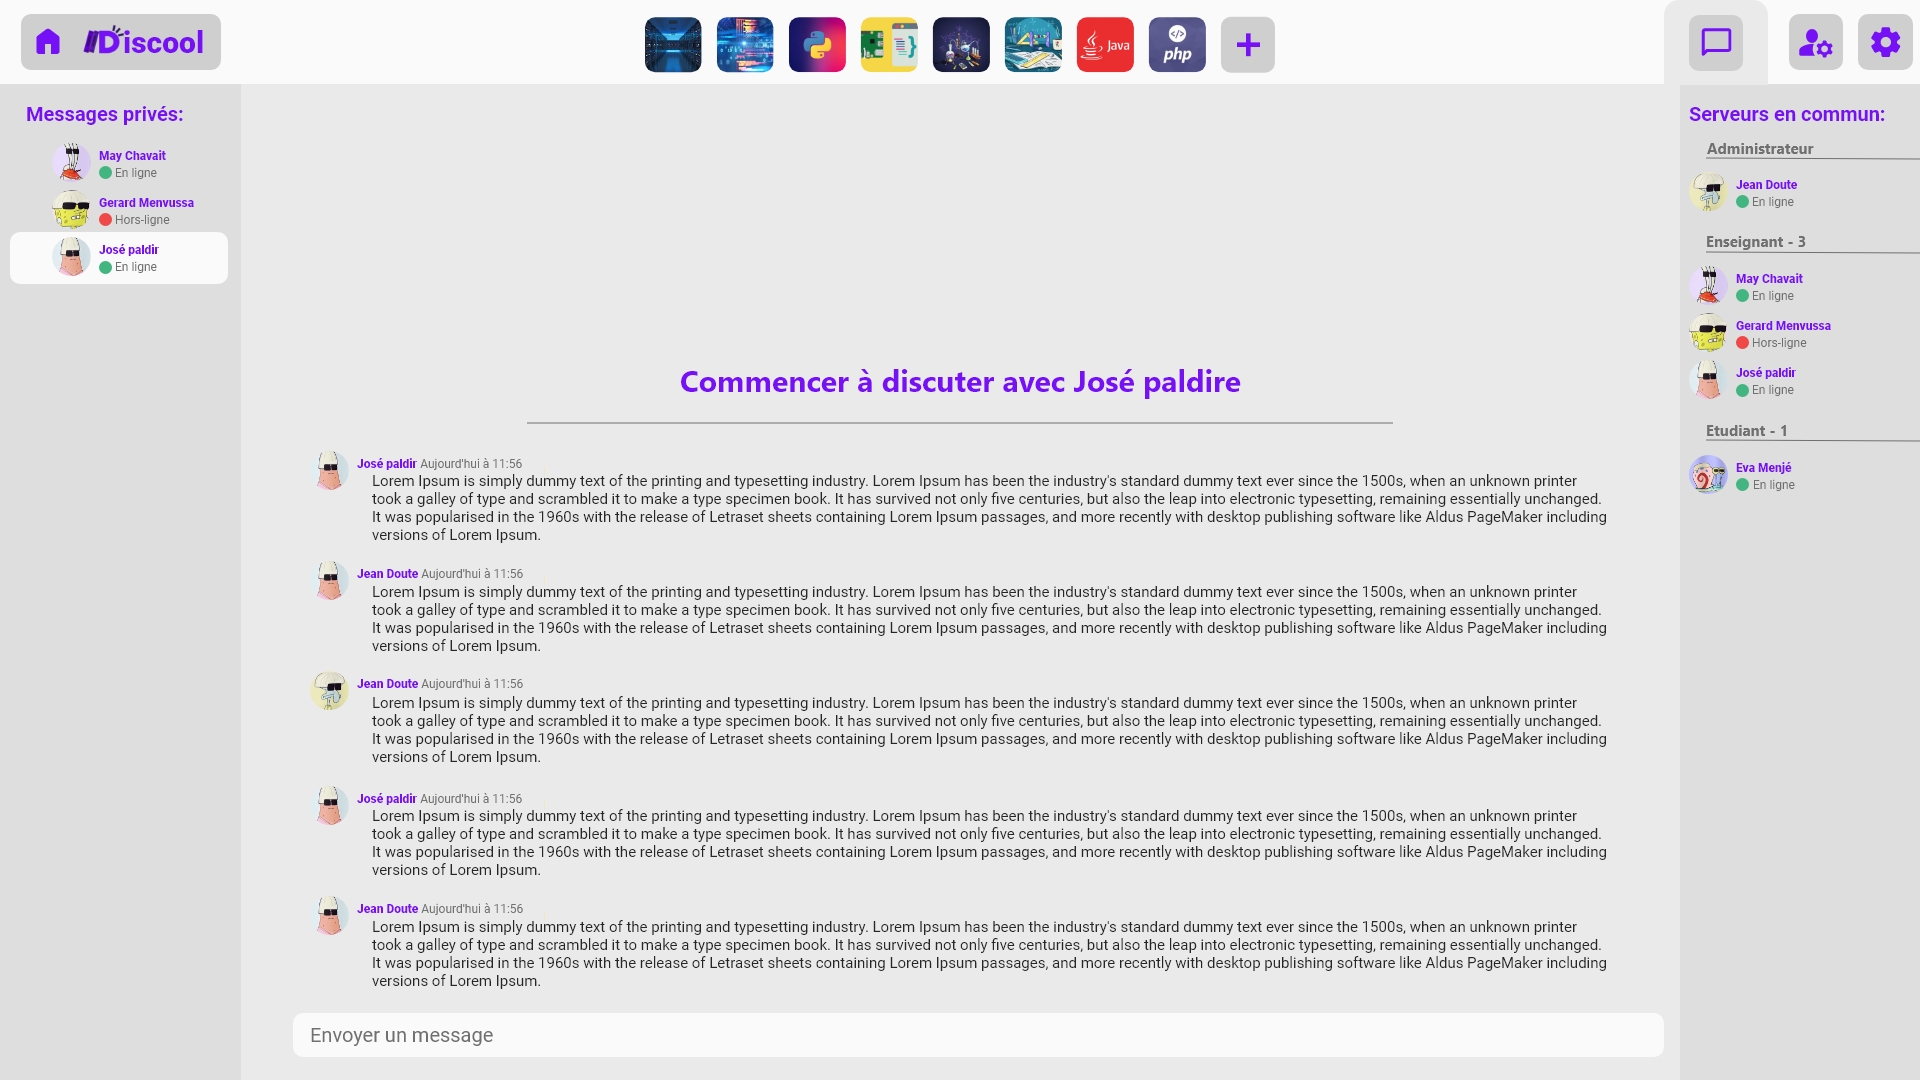 Discool
Java
php
Messages privés:
May Chavait
En ligne
Gerard Menvussa
Hors-ligne
José paldir
En ligne
Commencer à discuter avec José paldire
José paldir Aujourd'hui à 11:56
Lorem Ipsum is simply dummy text of the printing and typesetting industry. Lorem Ipsum has been the industry's standard dummy text ever since the 1500s, when an unknown printer
took a galley of type and scrambled it to make a type specimen book. It has survived not only five centuries, but also the leap into electronic typesetting, remaining essentially unchanged.
It was popularised in the 1960s with the release of Letraset sheets containing Lorem Ipsum passages, and more recently with desktop publishing software like Aldus PageMaker including
versions of Lorem Ipsum.
Jean Doute Aujourd'hui à 11:56
Lorem Ipsum is simply dummy text of the printing and typesetting industry. Lorem Ipsum has been the industry's standard dummy text ever since the 1500s, when an unknown printer
took a galley of type and scrambled it to make a type specimen book. It has survived not only five centuries, but also the leap into electronic typesetting, remaining essentially unchanged.
It was popularised in the 1960s with the release of Letraset sheets containing Lorem Ipsum passages, and more recently with desktop publishing software like Aldus PageMaker including
versions of Lorem Ipsum.
Jean Doute Aujourd'hui à 11:56
Lorem Ipsum is simply dummy text of the printing and typesetting industry. Lorem Ipsum has been the industry's standard dummy text ever since the 1500s, when an unknown printer
took a galley of type and scrambled it to make a type specimen book. It has survived not only five centuries, but also the leap into electronic typesetting, remaining essentially unchanged.
It was popularised in the 1960s with the release of Letraset sheets containing Lorem Ipsum passages, and more recently with desktop publishing software like Aldus PageMaker including
versions of Lorem Ipsum.
José paldir Aujourd'hui à 11:56
Lorem Ipsum is simply dummy text of the printing and typesetting industry. Lorem Ipsum has been the industry's standard dummy text ever since the 1500s, when an unknown printer
took a galley of type and scrambled it to make a type specimen book. It has survived not only five centuries, but also the leap into electronic typesetting, remaining essentially unchanged.
It was popularised in the 1960s with the release of Letraset sheets containing Lorem Ipsum passages, and more recently with desktop publishing software like Aldus PageMaker including
versions of Lorem Ipsum.
Jean Doute Aujourd'hui à 11:56
Lorem Ipsum is simply dummy text of the printing and typesetting industry. Lorem Ipsum has been the industry's standard dummy text ever since the 1500s, when an unknown printer
took a galley of type and scrambled it to make a type specimen book. It has survived not only five centuries, but also the leap into electronic typesetting, remaining essentially unchanged.
It was popularised in the 1960s with the release of Letraset sheets containing Lorem Ipsum passages, and more recently with desktop publishing software like Aldus PageMaker including
versions of Lorem Ipsum.
Envoyer un message
Serveurs en commun:
Administrateur
Jean Doute
En ligne
Enseignant - 3
May Chavait
En ligne
Gerard Menvussa
Hors-ligne
José paldir
En ligne
Etudiant - 1
Eva Menjé
En ligne